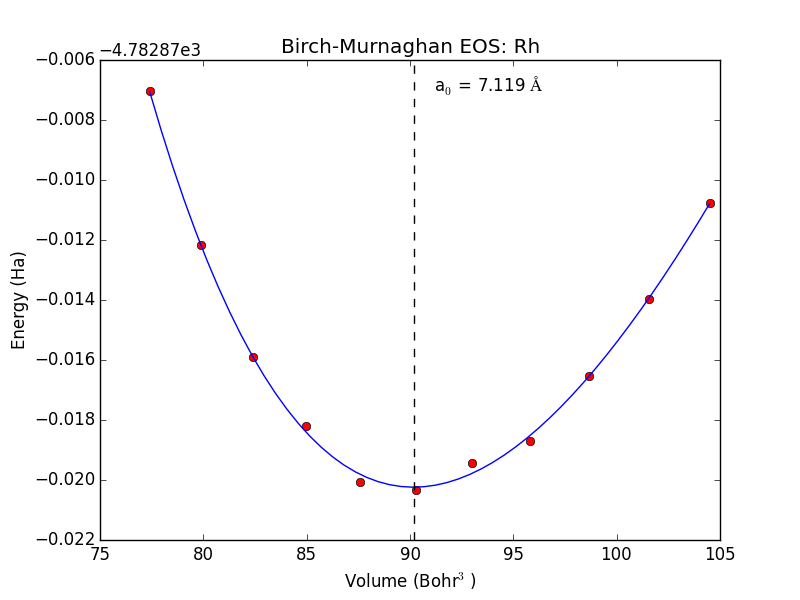 Birch-Murnaghan EOS: Rh
−4.78287e3
a₀ = 7.119 Å
−0.006
−0.008
−0.010
−0.012
−0.014
−0.016
−0.018
−0.020
−0.022
Energy (Ha)
75 80 85 90 95 100 105
Volume (Bohr³ )